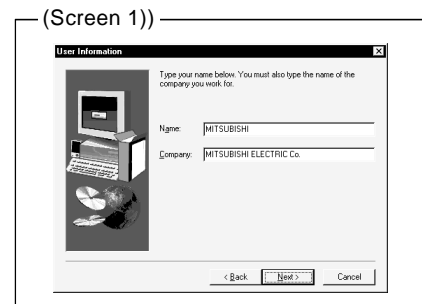 (Screen 1))
User Information
Type your name below. You must also type the name of the
company you work for.
Name: MITSUBISHI
Company: MITSUBISHI ELECTRIC Co.
< Back Next > Cancel